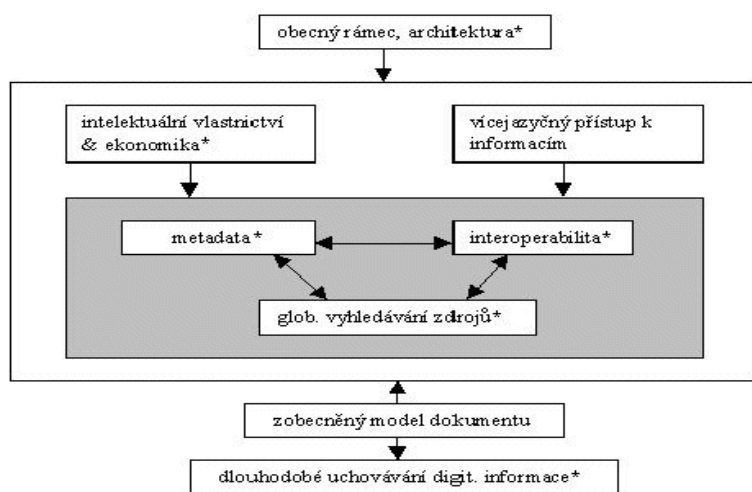 obecný rámec, architektura*
intelektuální vlastnictví
& ekonomika*
vícejazyčný přístup k
informacím
metadata*
interoperabilita*
glob. vyhledávání zdrojů*
zobecněný model dokumentu
dlouhodobé uchovávání digit. informace*